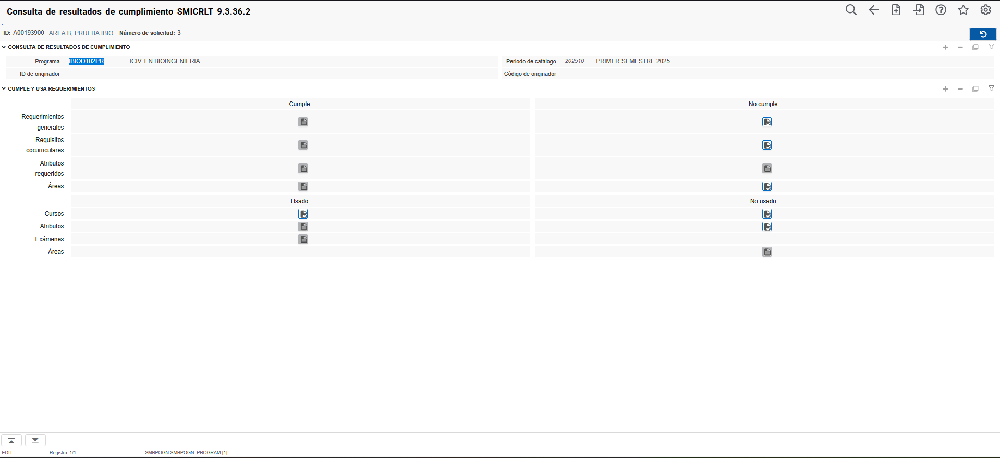 Consulta de resultados de cumplimiento SMICRLT 9.3.36.2
.
ID: A00193900 AREA B, PRUEBA IBIO Número de solicitud: 3
CONSULTA DE RESULTADOS DE CUMPLIMIENTO
Programa IBIOD102PR ICIV. EN BIOINGENIERIA Periodo de catálogo 202510 PRIMER SEMESTRE 2025
ID de originador Código de originador
CUMPLE Y USA REQUERIMIENTOS
Cumple No cumple
Requerimientos
generales
Requisitos
cocurriculares
Atributos
requeridos
Áreas
Usado No usado
Cursos
Atributos
Exámenes
Áreas
EDIT Registro: 1/1 SMBPOGN.SMBPOGN_PROGRAM [1]